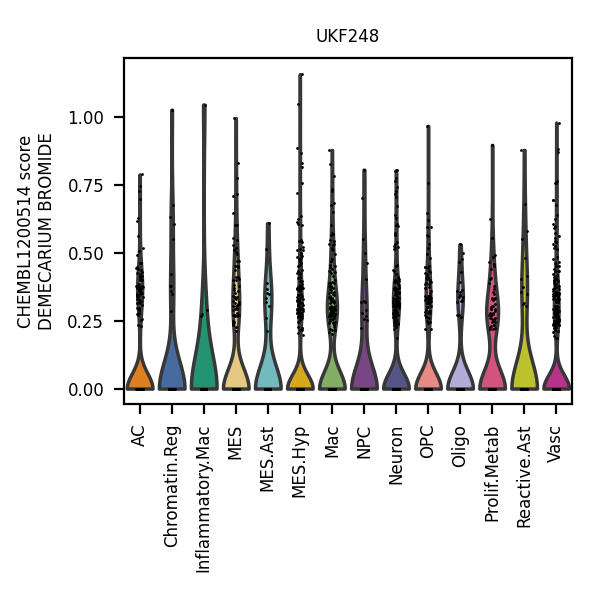 UKF248
CHEMBL1200514 score
DEMECARIUM BROMIDE
1.00
0.75
0.50
0.25
0.00
AC
Chromatin.Reg
Inflammatory.Mac
MES
MES.Ast
MES.Hyp
Mac
NPC
Neuron
OPC
Oligo
Prolif.Metab
Reactive.Ast
Vasc